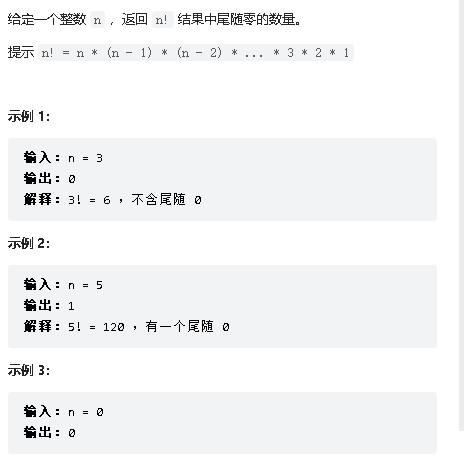 给定一个整数 n ，返回 n! 结果中尾随零的数量。
提示 n! = n * (n - 1) * (n - 2) * ... * 3 * 2 * 1
示例 1：
输入：n = 3
输出：0
解释：3! = 6 ，不含尾随 0
示例 2：
输入：n = 5
输出：1
解释：5! = 120 ，有一个尾随 0
示例 3：
输入：n = 0
输出：0